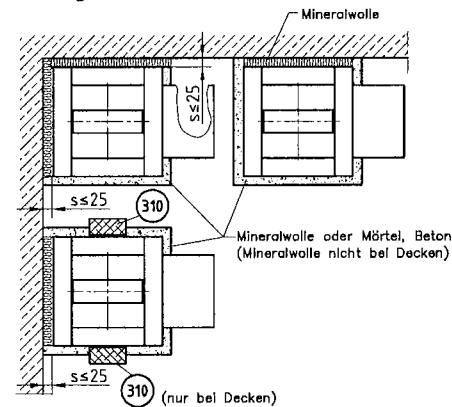 Mineralwolle
s≤25
s≤25
310
Mineralwolle oder Mörtel, Beton
(Mineralwolle nicht bei Decken)
s≤25
310 (nur bei Decken)